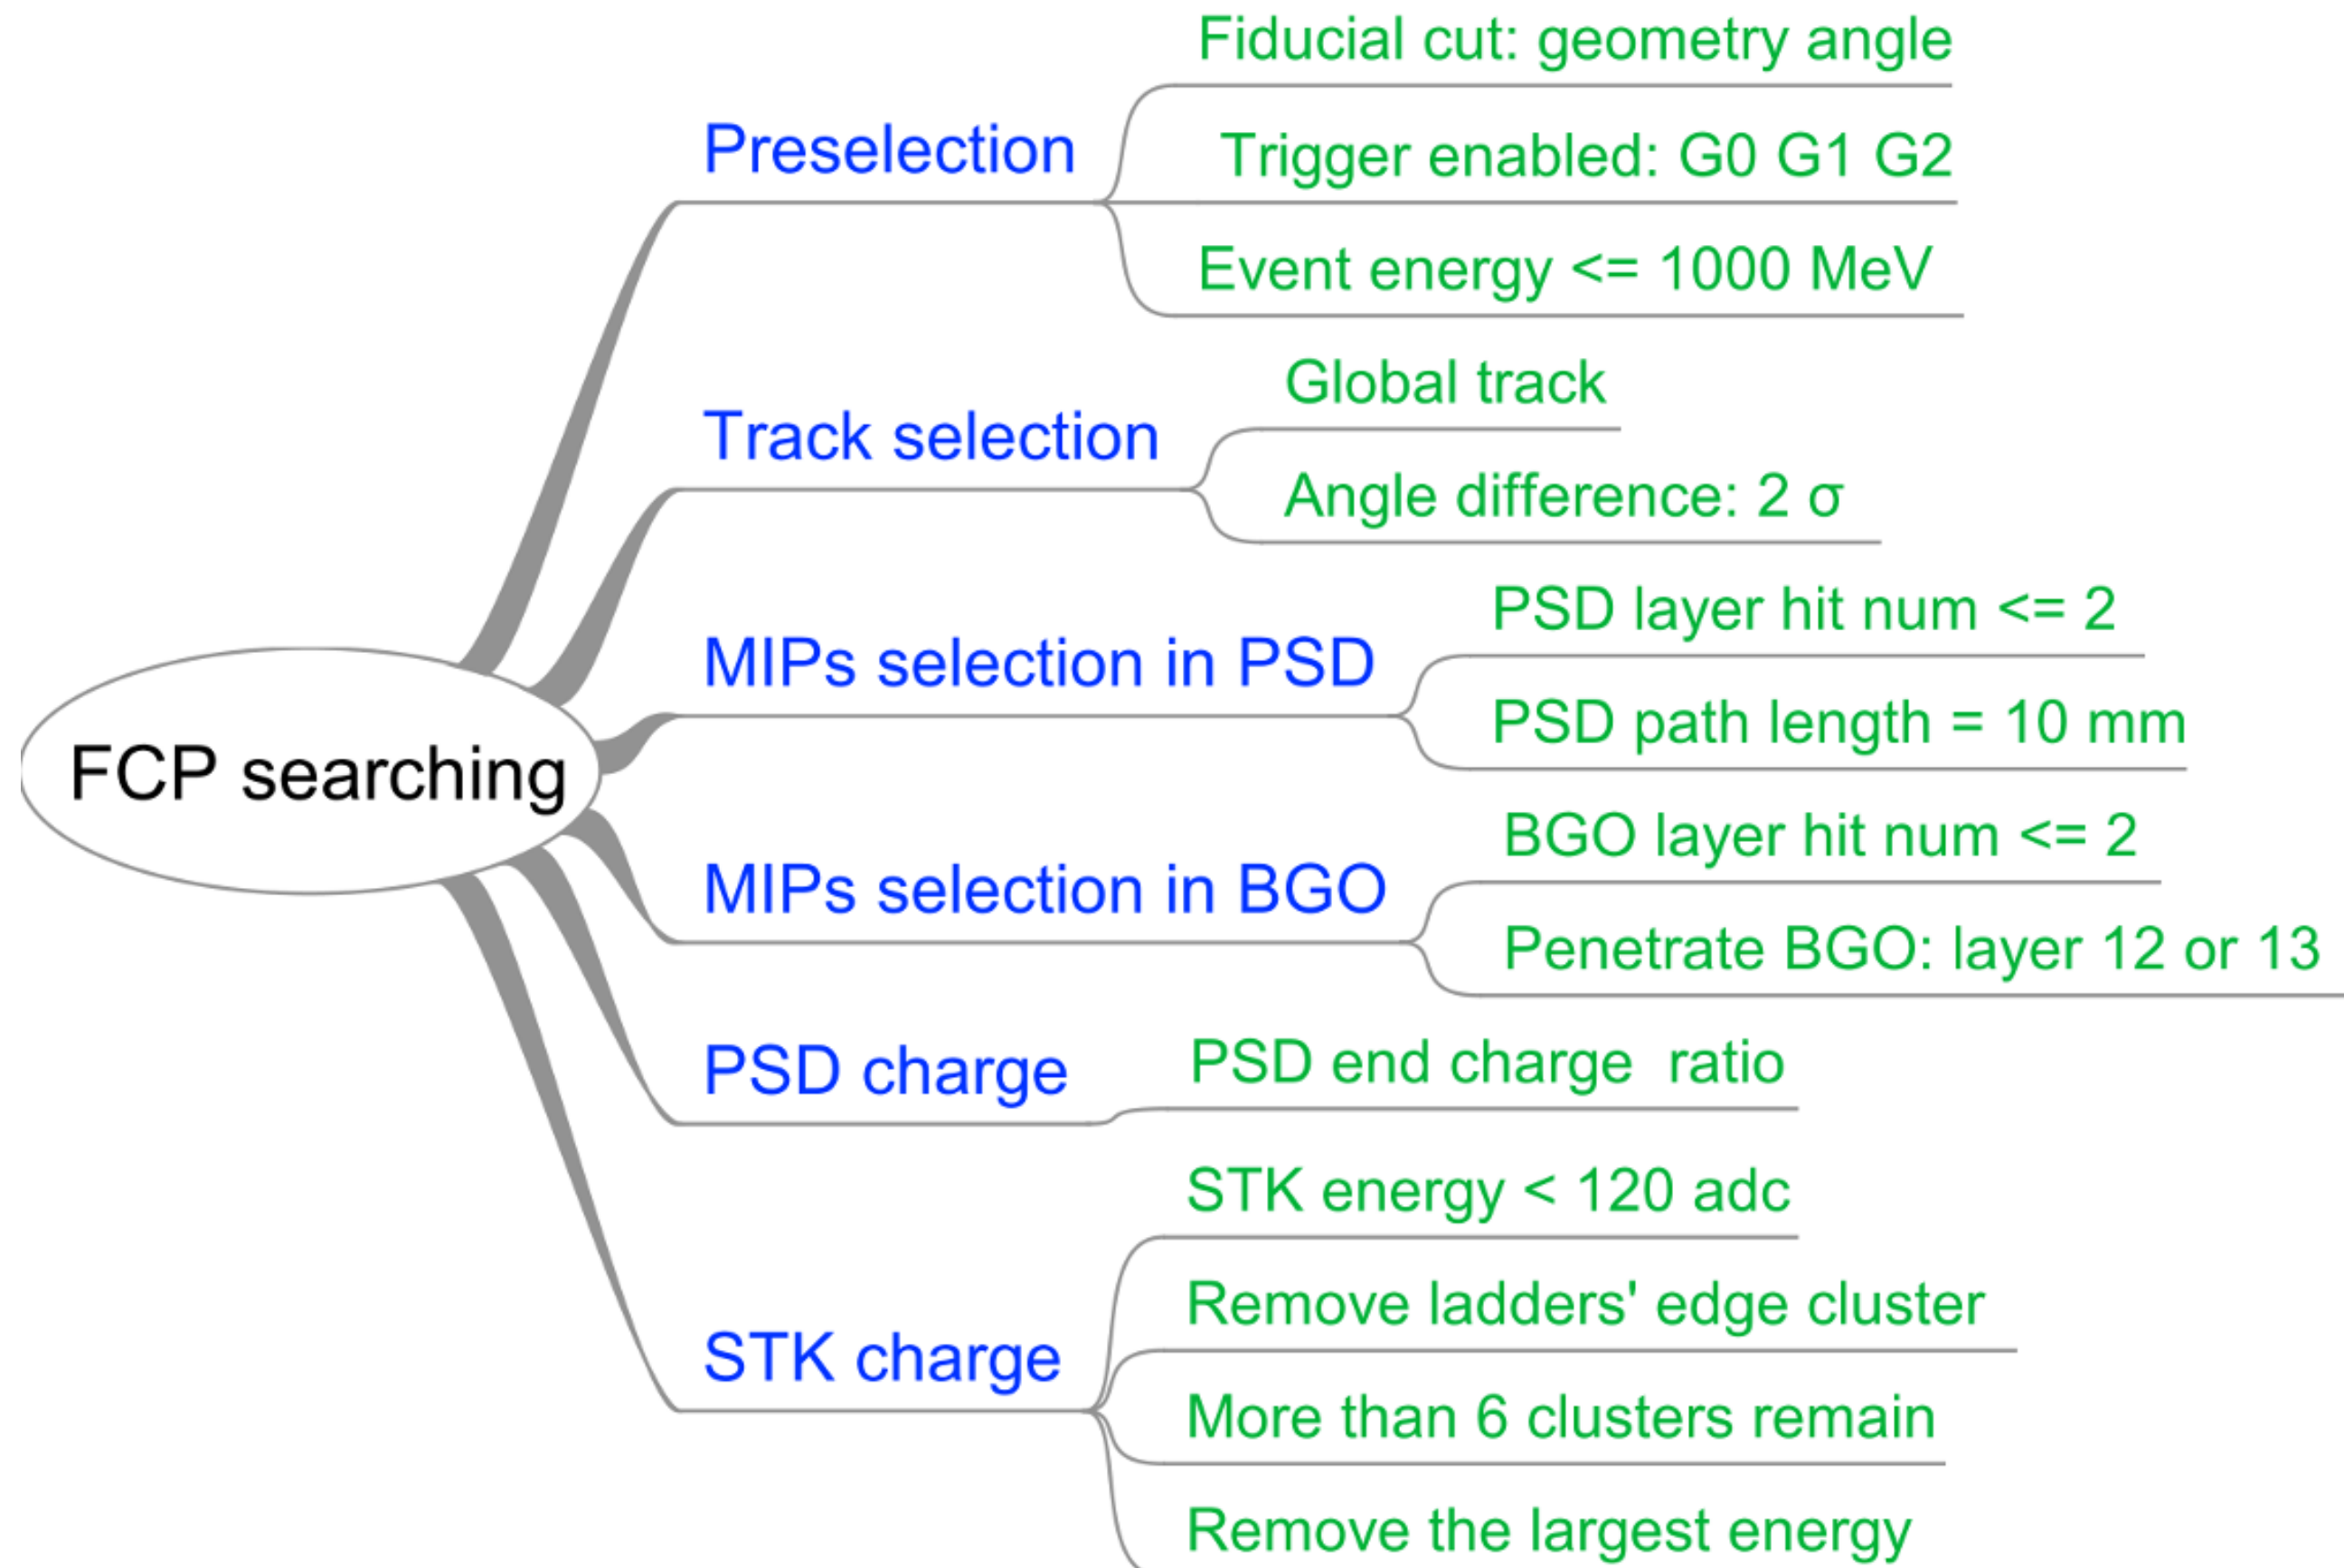 FCP searching
Preselection
Fiducial cut: geometry angle
Trigger enabled: G0 G1 G2
Event energy <= 1000 MeV
Track selection
Global track
Angle difference: 2 σ
MIPs selection in PSD
PSD layer hit num <= 2
PSD path length = 10 mm
MIPs selection in BGO
BGO layer hit num <= 2
Penetrate BGO: layer 12 or 13
PSD charge
PSD end charge ratio
STK charge
STK energy < 120 adc
Remove ladders' edge cluster
More than 6 clusters remain
Remove the largest energy